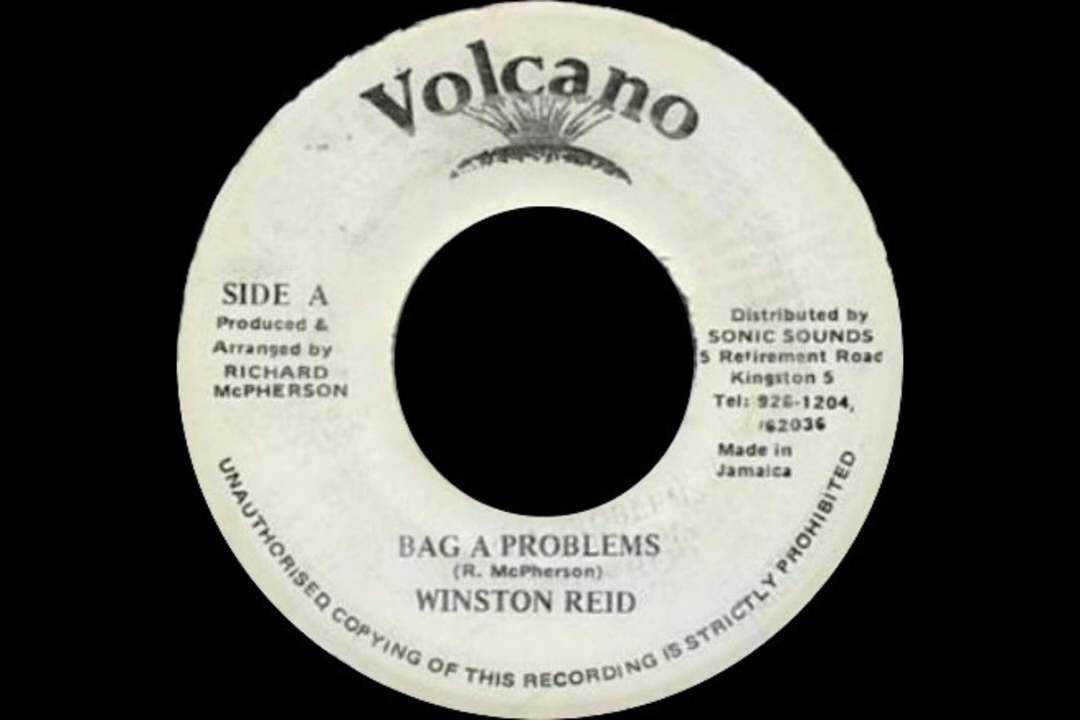 Volcano
SIDE A
Produced &
Arranged by
RICHARD
McPHERSON
Distributed by
SONIC SOUNDS
5 Retirement Road
Kingston 5
Tel: 926-1204,
'62036
Made in
Jamaica
BAG A PROBLEMS
(R. McPherson)
WINSTON REID
UNAUTHORISED COPYING OF THIS RECORDING IS STRICTLY PROHIBITED